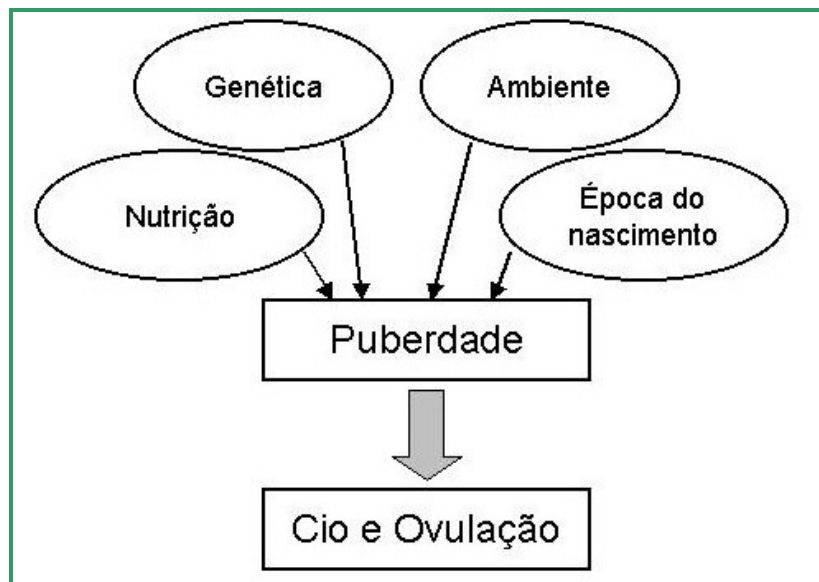 Genética
Ambiente
Nutrição
Época do
nascimento
Puberdade
Cio e Ovulação